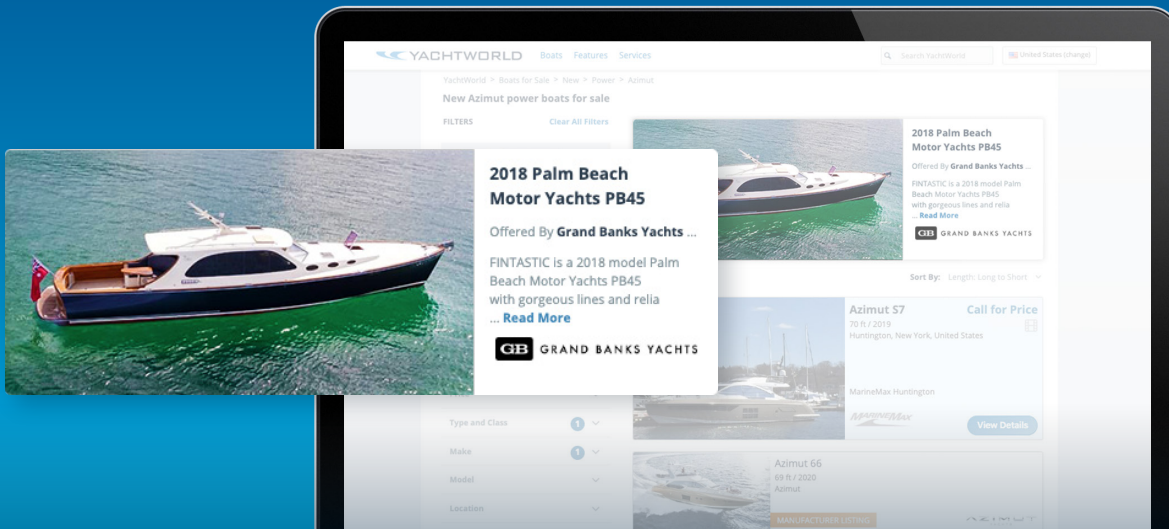 YACHTWORLD
Boats Features Services
Search YachtWorld
United States (change)
YachtWorld > Boats for Sale > New > Power > Azimut
New Azimut power boats for sale
FILTERS
Clear All Filters
2018 Palm Beach
Motor Yachts PB45
Offered By Grand Banks Yachts ...
FINTASTIC is a 2018 model Palm
Beach Motor Yachts PB45
with gorgeous lines and relia
... Read More
GB GRAND BANKS YACHTS
2018 Palm Beach
Motor Yachts PB45
Offered By Grand Banks Yachts ...
FINTASTIC is a 2018 model Palm
Beach Motor Yachts PB45
with gorgeous lines and relia
... Read More
GB GRAND BANKS YACHTS
Sort By: Length: Long to Short
Azimut S7
Call for Price
70 ft / 2019
Huntington, New York, United States
MarineMax Huntington
MARINEMAX
View Details
Type and Class 1
Make 1
Model
Location
Azimut 66
69 ft / 2020
Azimut
MANUFACTURER LISTING
AZIMUT